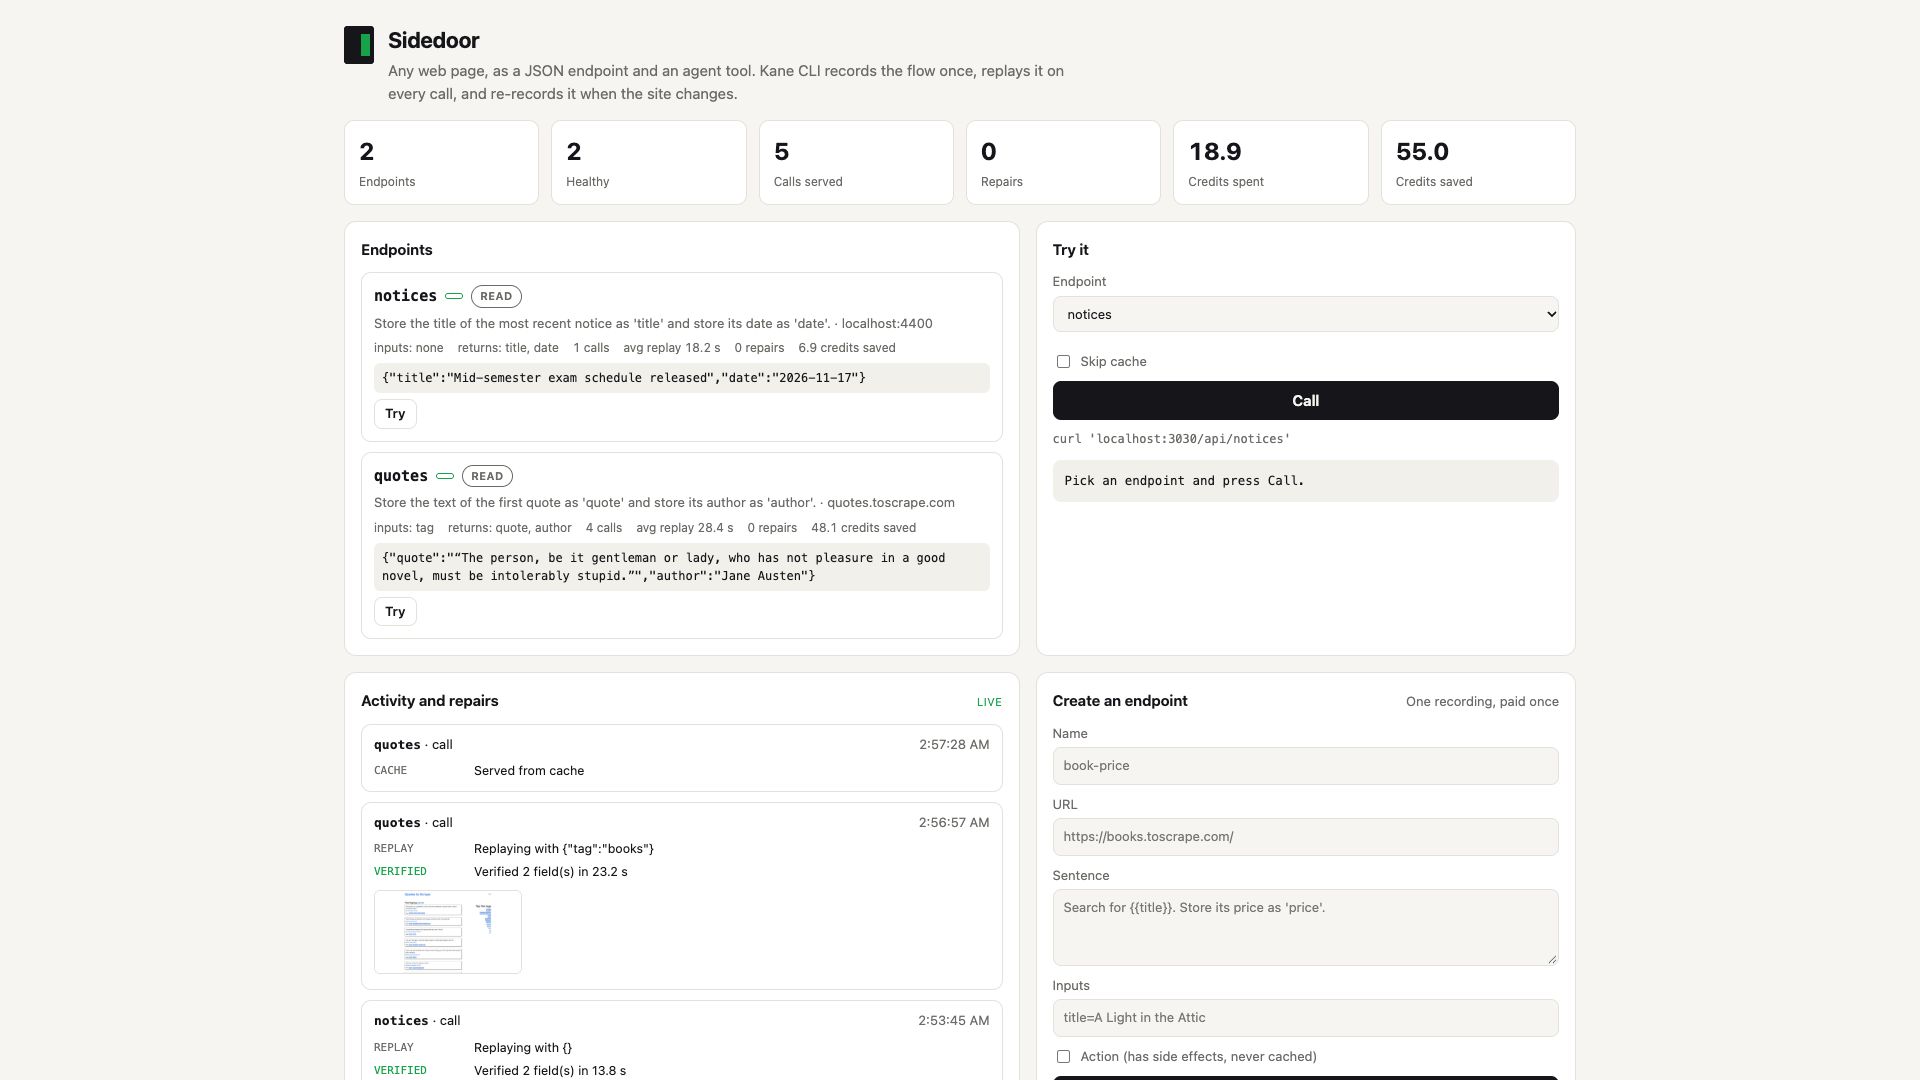 Sidedoor
Any web page, as a JSON endpoint and an agent tool. Kane CLI records the flow once, replays it on
every call, and re-records it when the site changes.
2
Endpoints
2
Healthy
5
Calls served
0
Repairs
18.9
Credits spent
55.0
Credits saved
Endpoints
notices READ
Store the title of the most recent notice as 'title' and store its date as 'date'. · localhost:4400
inputs: none returns: title, date 1 calls avg replay 18.2 s 0 repairs 6.9 credits saved
{"title":"Mid-semester exam schedule released","date":"2026-11-17"}
Try
quotes READ
Store the text of the first quote as 'quote' and store its author as 'author'. · quotes.toscrape.com
inputs: tag returns: quote, author 4 calls avg replay 28.4 s 0 repairs 48.1 credits saved
{"quote":"“The person, be it gentleman or lady, who has not pleasure in a good
novel, must be intolerably stupid.”","author":"Jane Austen"}
Try
Try it
Endpoint
notices
Skip cache
Call
curl 'localhost:3030/api/notices'
Pick an endpoint and press Call.
Activity and repairs LIVE
quotes · call 2:57:28 AM
CACHE Served from cache
quotes · call 2:56:57 AM
REPLAY Replaying with {"tag":"books"}
VERIFIED Verified 2 field(s) in 23.2 s
notices · call 2:53:45 AM
REPLAY Replaying with {}
VERIFIED Verified 2 field(s) in 13.8 s
Create an endpoint One recording, paid once
Name
book-price
URL
https://books.toscrape.com/
Sentence
Search for {{title}}. Store its price as 'price'.
Inputs
title=A Light in the Attic
Action (has side effects, never cached)